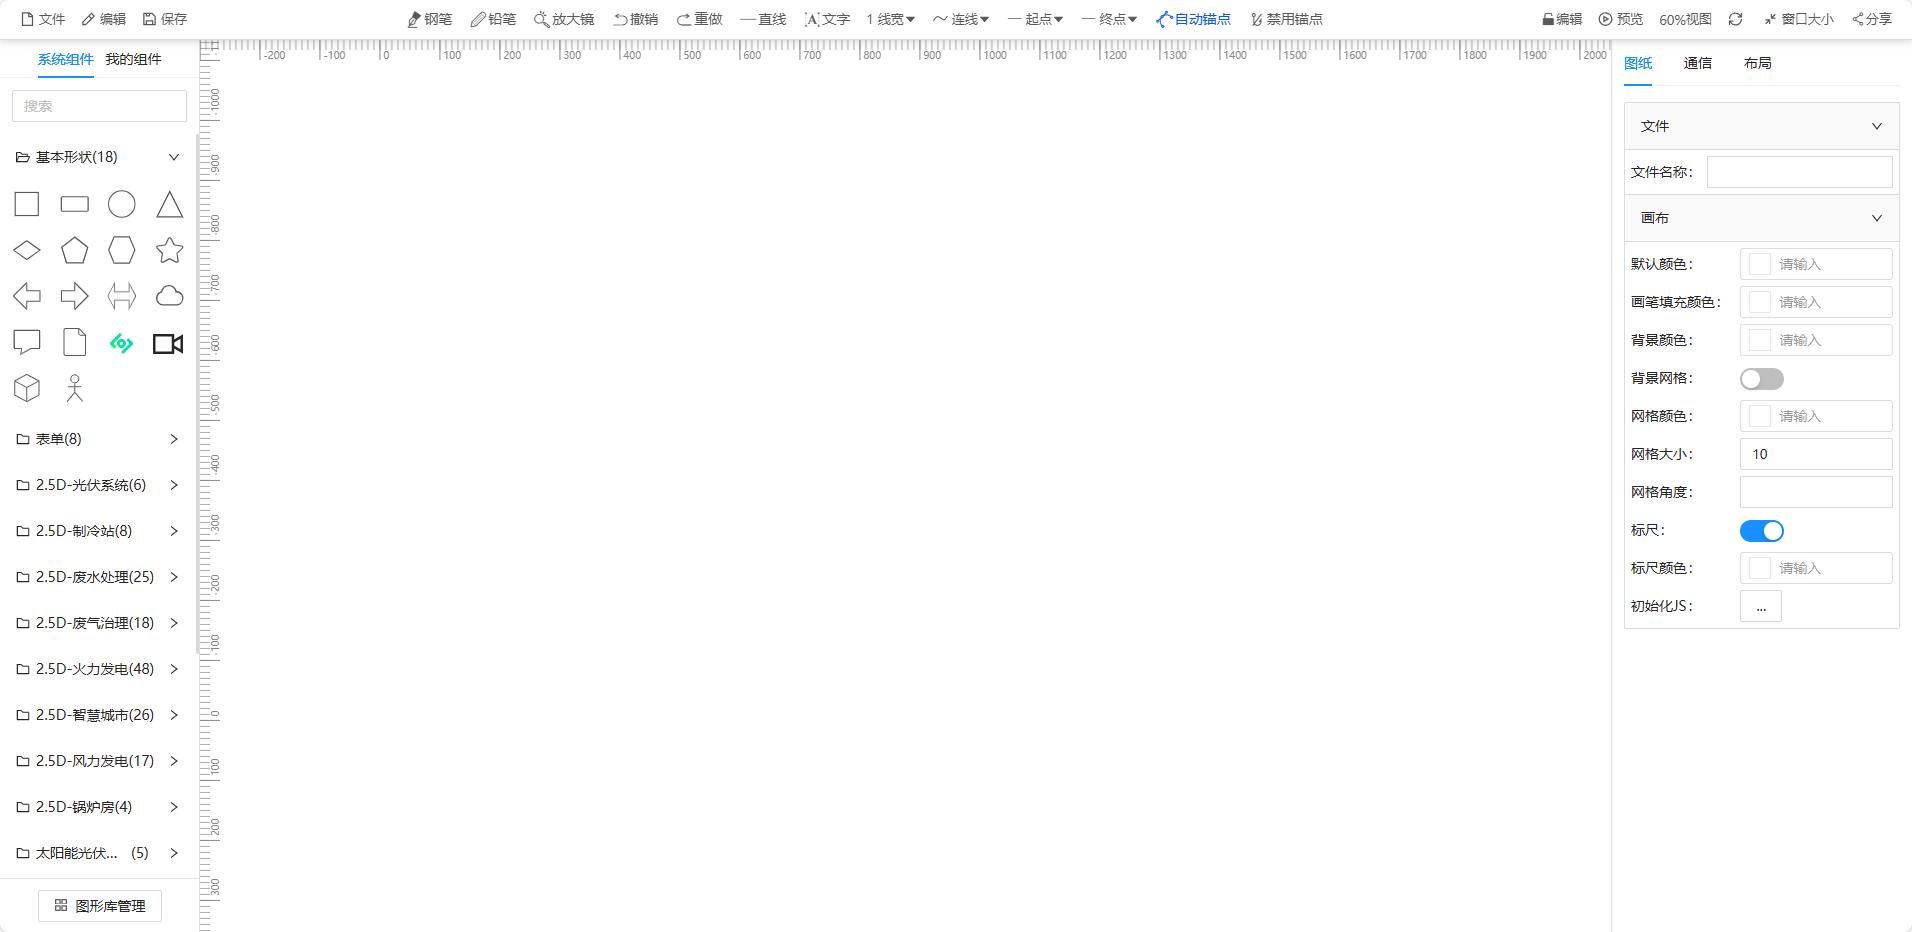 文件 编辑 保存 钢笔 铅笔 放大镜 撤销 重做 直线 文字 1 线宽 连线 起点 终点 自动锚点 禁用锚点 编辑 预览 60%视图 窗口大小 分享
系统组件 我的组件
搜索
基本形状(18)
表单(8)
2.5D-光伏系统(6)
2.5D-制冷站(8)
2.5D-废水处理(25)
2.5D-废气治理(18)
2.5D-火力发电(48)
2.5D-智慧城市(26)
2.5D-风力发电(17)
2.5D-锅炉房(4)
太阳能光伏... (5)
图形库管理
-200 -100 0 100 200 300 400 500 600 700 800 900 1000 1100 1200 1300 1400 1500 1600 1700 1800 1900 2000
-11
-1000
-900
-800
-700
-600
-500
-400
-300
-200
-100
0
100
200
300
图纸 通信 布局
文件
文件名称：
画布
默认颜色： 请输入
画笔填充颜色： 请输入
背景颜色： 请输入
背景网格：
网格颜色： 请输入
网格大小： 10
网格角度：
标尺：
标尺颜色： 请输入
初始化JS： ...